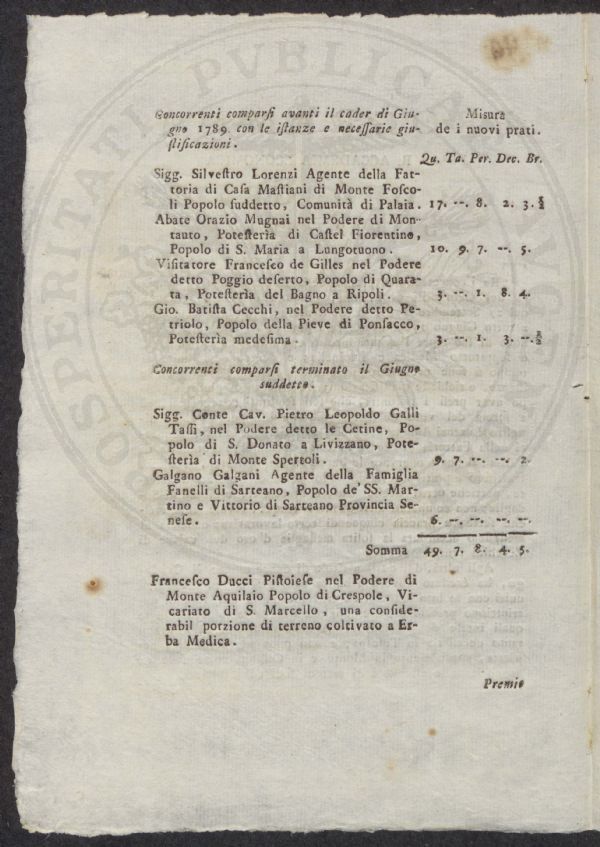 Concorrenti comparſi avanti il cader di Giu-
gno 1789 con le iſtanze e neceſſarie giu-
ſtificazioni.
Misura
de i nuovi prati.
Qu. Ta. Per. Dec. Br.
Sigg. Silveſtro Lorenzi Agente della Fat-
toria di Caſa Maſtiani di Monte Foſco-
li Popolo ſuddetto, Comunità di Palaia. 17. --. 8. 2. 3.
Abate Orazio Mugnai nel Podere di Mon-
tauto, Poteſterìa di Caſtel Fiorentino,
Popolo di S. Maria a Lungotuono. 10. 9. 7. --. 5.
Viſitatore Franceſco de Gilles nel Podere
detto Poggio deſerto, Popolo di Quara-
ta, Poteſterìa del Bagno a Ripoli. 3. --. 1. 8. 4.
Gio. Batiſta Cecchi, nel Podere detto Pe-
triolo, Popolo della Pieve di Ponſacco,
Poteſterìa medeſima. 3. --. 1. 3. --.
Concorrenti comparſi terminato il Giugno
suddetto.
Sigg. Conte Cav. Pietro Leopoldo Galli
Taſſi, nel Podere detto le Cetine, Po-
polo di S. Donato a Livizzano, Pote-
ſterìa di Monte Spertoli. 9. 7. --. --. 2.
Galgano Galgani Agente della Famiglia
Fanelli di Sarteano, Popolo de' SS. Mar-
tino e Vittorio di Sarteano Provincia Se-
neſe. 6. --. --. --. --.
Somma 49. 7. 8. 4. 5.
Franceſco Ducci Piſtoieſe nel Podere di
Monte Aquilaio Popolo di Creſpole, Vi-
cariato di S. Marcello, una conſide-
rabil porzione di terreno coltivato a Er-
ba Medica.
Premio